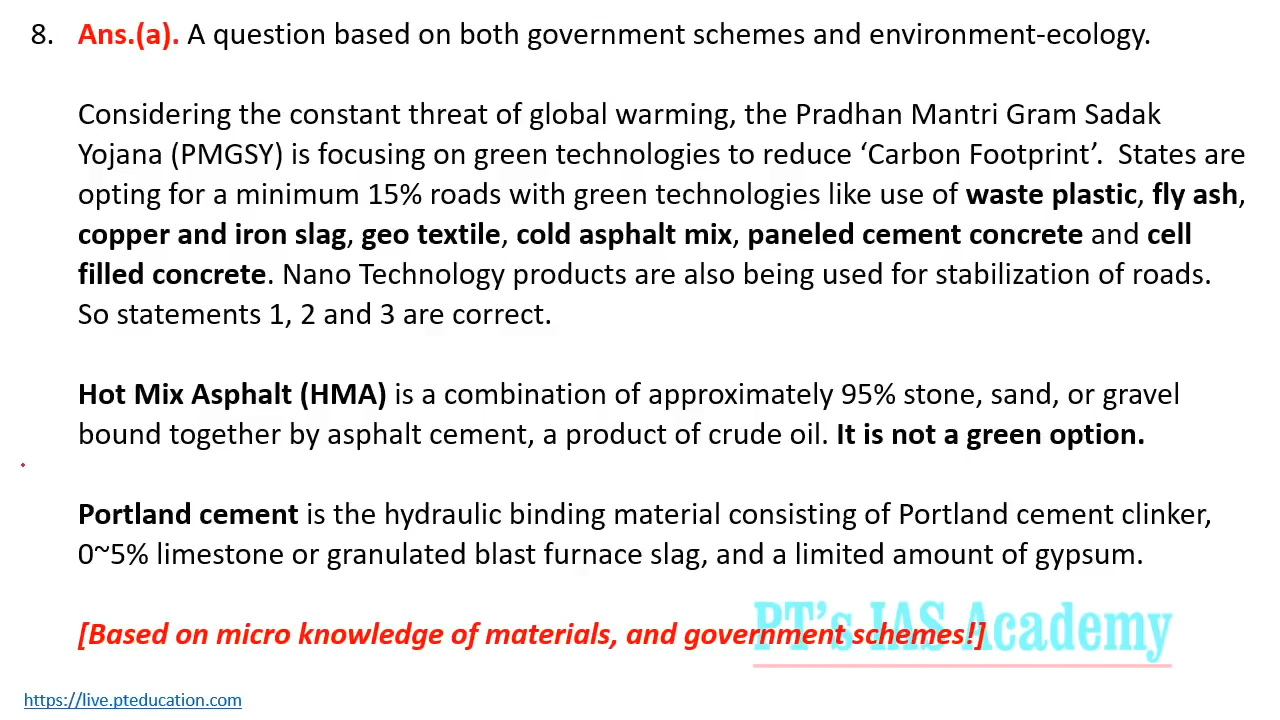 8. Ans.(a). A question based on both government schemes and environment-ecology.
Considering the constant threat of global warming, the Pradhan Mantri Gram Sadak
Yojana (PMGSY) is focusing on green technologies to reduce ‘Carbon Footprint’. States are
opting for a minimum 15% roads with green technologies like use of waste plastic, fly ash,
copper and iron slag, geo textile, cold asphalt mix, paneled cement concrete and cell
filled concrete. Nano Technology products are also being used for stabilization of roads.
So statements 1, 2 and 3 are correct.
Hot Mix Asphalt (HMA) is a combination of approximately 95% stone, sand, or gravel
bound together by asphalt cement, a product of crude oil. It is not a green option.
Portland cement is the hydraulic binding material consisting of Portland cement clinker,
0~5% limestone or granulated blast furnace slag, and a limited amount of gypsum.
[Based on micro knowledge of materials, and government schemes!]
PT's IAS Academy
https://live.pteducation.com